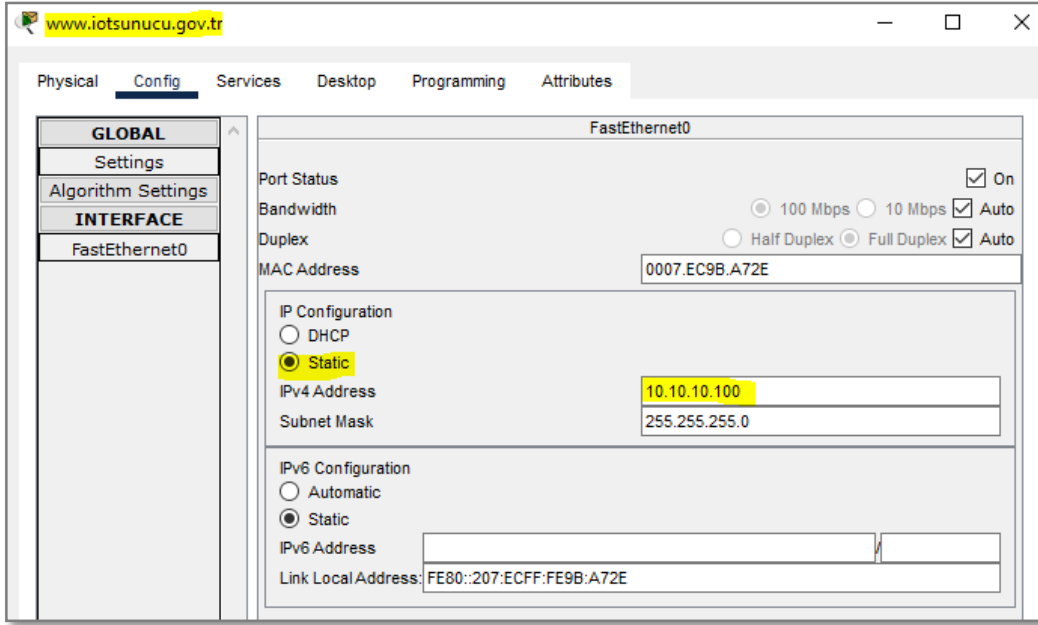 www.iotsunucu.gov.tr
Physical Config Services Desktop Programming Attributes
GLOBAL
Settings
Algorithm Settings
INTERFACE
FastEthernet0
FastEthernet0
Port Status On
Bandwidth 100 Mbps 10 Mbps Auto
Duplex Half Duplex Full Duplex Auto
MAC Address 0007.EC9B.A72E
IP Configuration
DHCP
Static
IPv4 Address 10.10.10.100
Subnet Mask 255.255.255.0
IPv6 Configuration
Automatic
Static
IPv6 Address /
Link Local Address: FE80::207:ECFF:FE9B:A72E